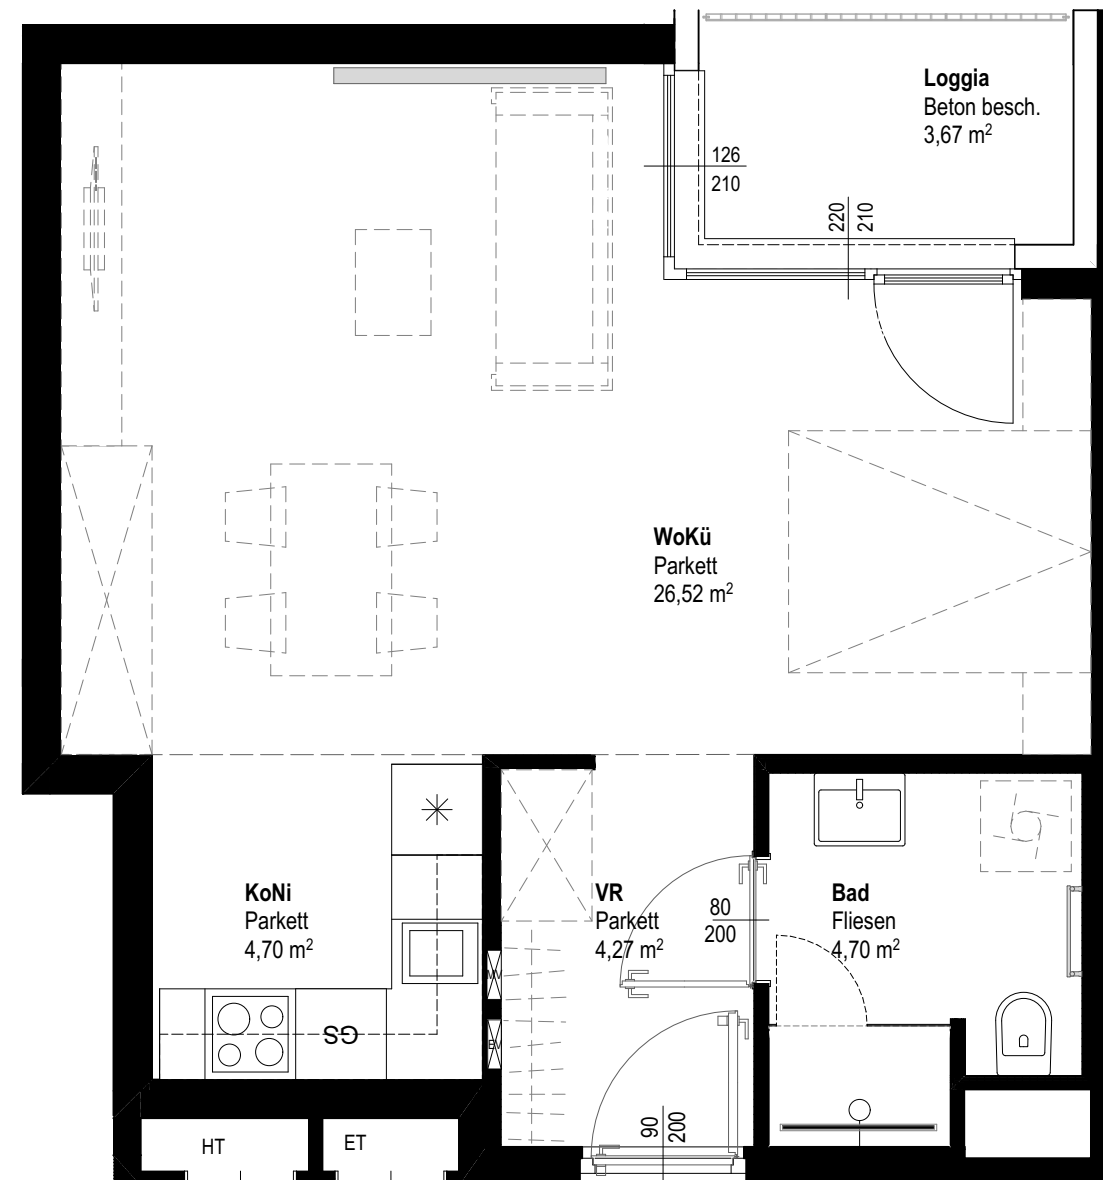 Loggia
Beton besch.
3,67 m²
126
210
220
210
WoKü
Parkett
26,52 m²
KoNi
Parkett
4,70 m²
VR
Parkett
4,27 m²
80
200
Bad
Fliesen
4,70 m²
GS
90
200
HT
ET